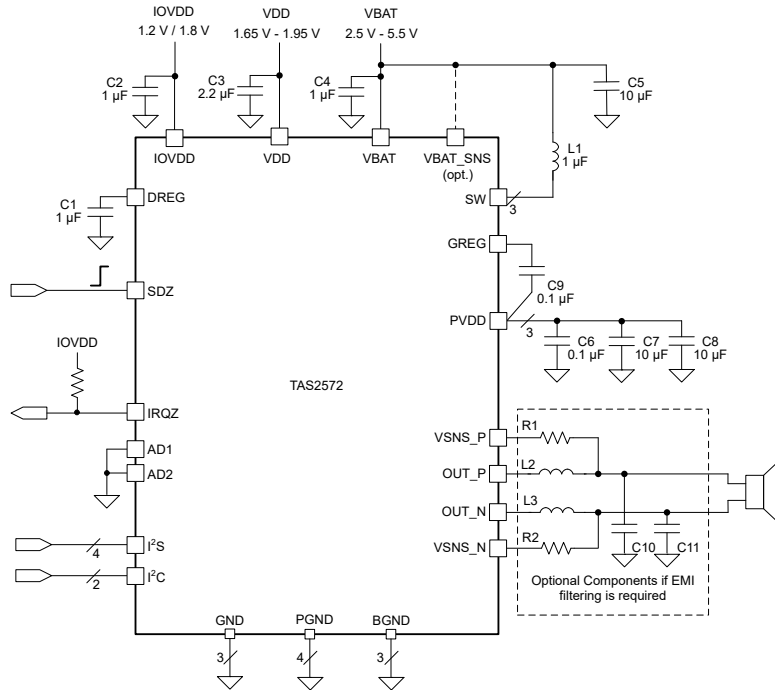 IOVDD
1.2 V / 1.8 V
VDD
1.65 V - 1.95 V
VBAT
2.5 V - 5.5 V
C2
1 µF
C3
2.2 µF
C4
1 µF
C5
10 µF
L1
1 µF
IOVDD
VDD
VBAT
VBAT_SNS
(opt.)
DREG
C1
1 µF
SW
3
GREG
C9
0.1 µF
SDZ
PVDD
3
C6
0.1 µF
C7
10 µF
C8
10 µF
IOVDD
TAS2572
IRQZ
AD1
AD2
VSNS_P
R1
OUT_P
L2
OUT_N
L3
VSNS_N
R2
C10
C11
Optional Components if EMI
filtering is required
I²S
4
I²C
2
GND
PGND
BGND
3
4
3